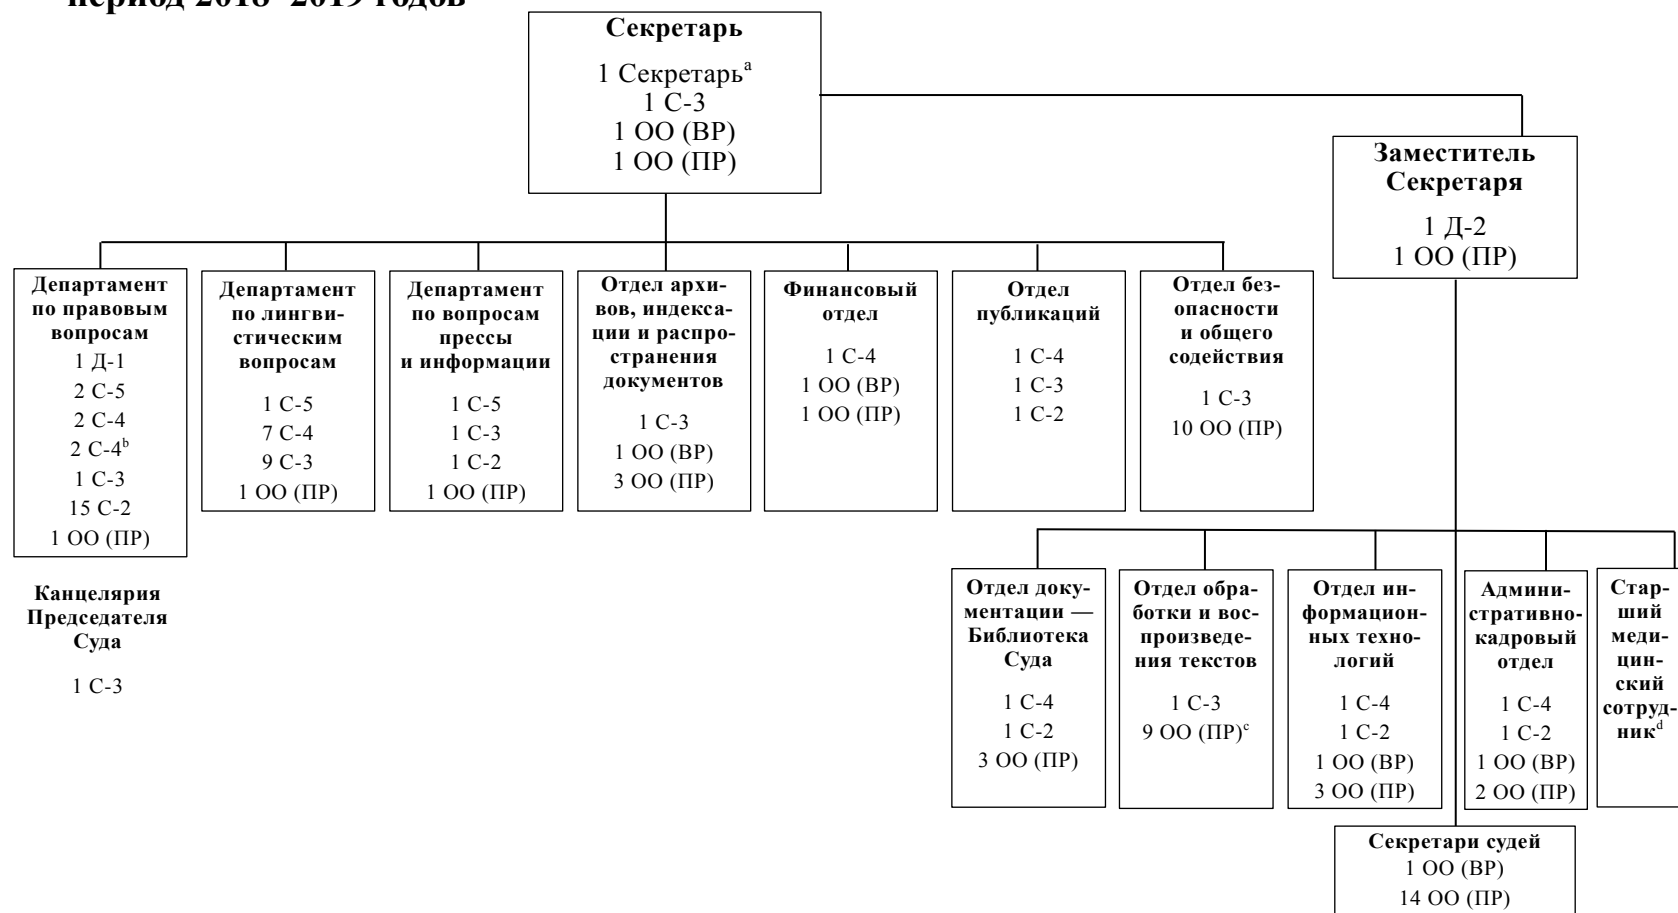 период 2018–2019 годов
Секретарь
1 Секретарьᵃ
1 С-3
1 ОО (ВР)
1 ОО (ПР)
Заместитель
Секретаря
1 Д-2
1 ОО (ПР)
Департамент
по правовым
вопросам
1 Д-1
2 С-5
2 С-4
2 С-4ᵇ
1 С-3
15 С-2
1 ОО (ПР)
Департамент
по лингви-
стическим
вопросам
1 С-5
7 С-4
9 С-3
1 ОО (ПР)
Департамент
по вопросам
прессы
и информации
1 С-5
1 С-3
1 С-2
1 ОО (ПР)
Отдел архи-
вов, индекса-
ции и распро-
странения
документов
1 С-3
1 ОО (ВР)
3 ОО (ПР)
Финансовый
отдел
1 С-4
1 ОО (ВР)
1 ОО (ПР)
Отдел
публикаций
1 С-4
1 С-3
1 С-2
Отдел без-
опасности
и общего
содействия
1 С-3
10 ОО (ПР)
Канцелярия
Председателя
Суда
1 С-3
Отдел доку-
ментации —
Библиотека
Суда
1 С-4
1 С-2
3 ОО (ПР)
Отдел обра-
ботки и вос-
произведе-
ния текстов
1 С-3
9 ОО (ПР)ᶜ
Отдел ин-
формацион-
ных техно-
логий
1 С-4
1 С-2
1 ОО (ВР)
3 ОО (ПР)
Админи-
стративно-
кадровый
отдел
1 С-4
1 С-2
1 ОО (ВР)
2 ОО (ПР)
Стар-
ший
меди-
цин-
ский
сотруд-
никᵈ
Секретари судей
1 ОО (ВР)
14 ОО (ПР)